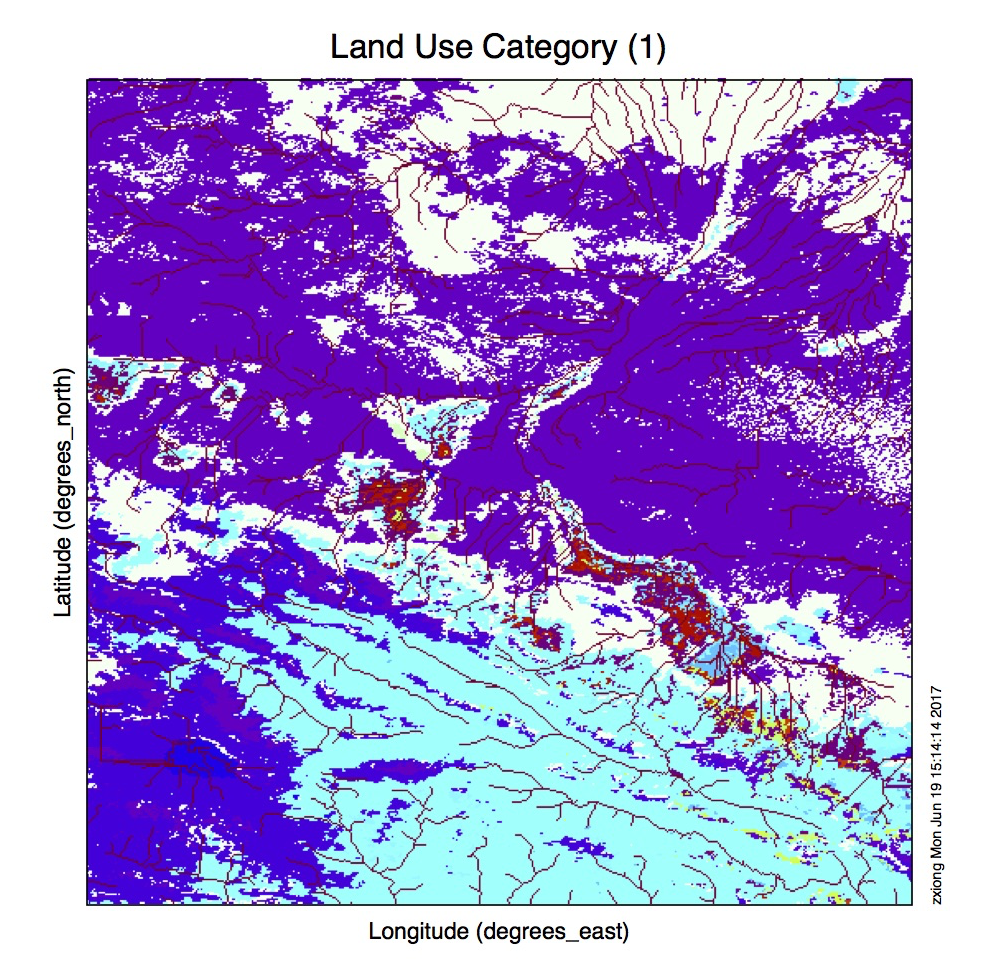 Land Use Category (1)
Latitude (degrees_north)
Longitude (degrees_east)
zxiong Mon Jun 19 15:14:14 2017